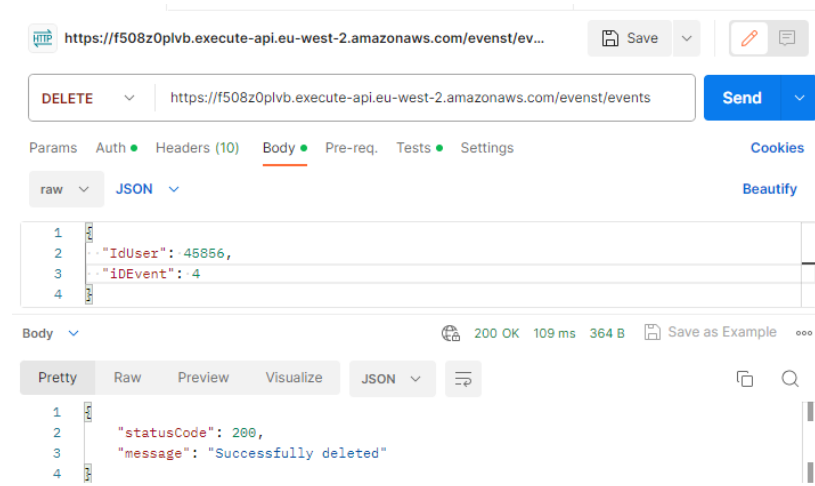 HTTP https://f508z0plvb.execute-api.eu-west-2.amazonaws.com/evenst/ev... Save
DELETE https://f508z0plvb.execute-api.eu-west-2.amazonaws.com/evenst/events Send
Params Auth Headers (10) Body Pre-req. Tests Settings Cookies
raw JSON Beautify
1 {
2 "IdUser": 45856,
3 "iDEvent": 4
4 }
Body 200 OK 109 ms 364 B Save as Example
Pretty Raw Preview Visualize JSON
1 {
2 "statusCode": 200,
3 "message": "Successfully deleted"
4 }